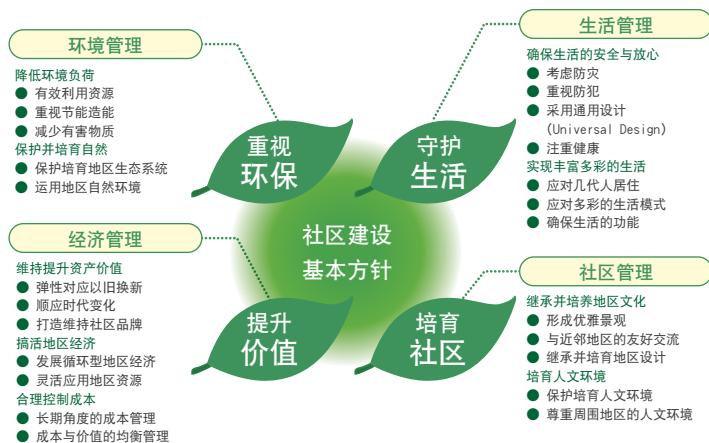 环境管理
降低环境负荷
● 有效利用资源
● 重视节能造能
● 减少有害物质
保护并培育自然
● 保护培育地区生态系统
● 运用地区自然环境
生活管理
确保生活的安全与放心
● 考虑防灾
● 重视防犯
● 采用通用设计
(Universal Design)
● 注重健康
实现丰富多彩的生活
● 应对几代人居住
● 应对多彩的生活模式
● 确保生活的功能
重视
环保
守护
生活
社区建设
基本方针
提升
价值
培育
社区
经济管理
维持提升资产价值
● 弹性对应以旧换新
● 顺应时代变化
● 打造维持社区品牌
搞活地区经济
● 发展循环型地区经济
● 灵活应用地区资源
合理控制成本
● 长期角度的成本管理
● 成本与价值的均衡管理
社区管理
继承并培养地区文化
● 形成优雅景观
● 与近邻地区的友好交流
● 继承并培育地区设计
培育人文环境
● 保护培育人文环境
● 尊重周围地区的人文环境